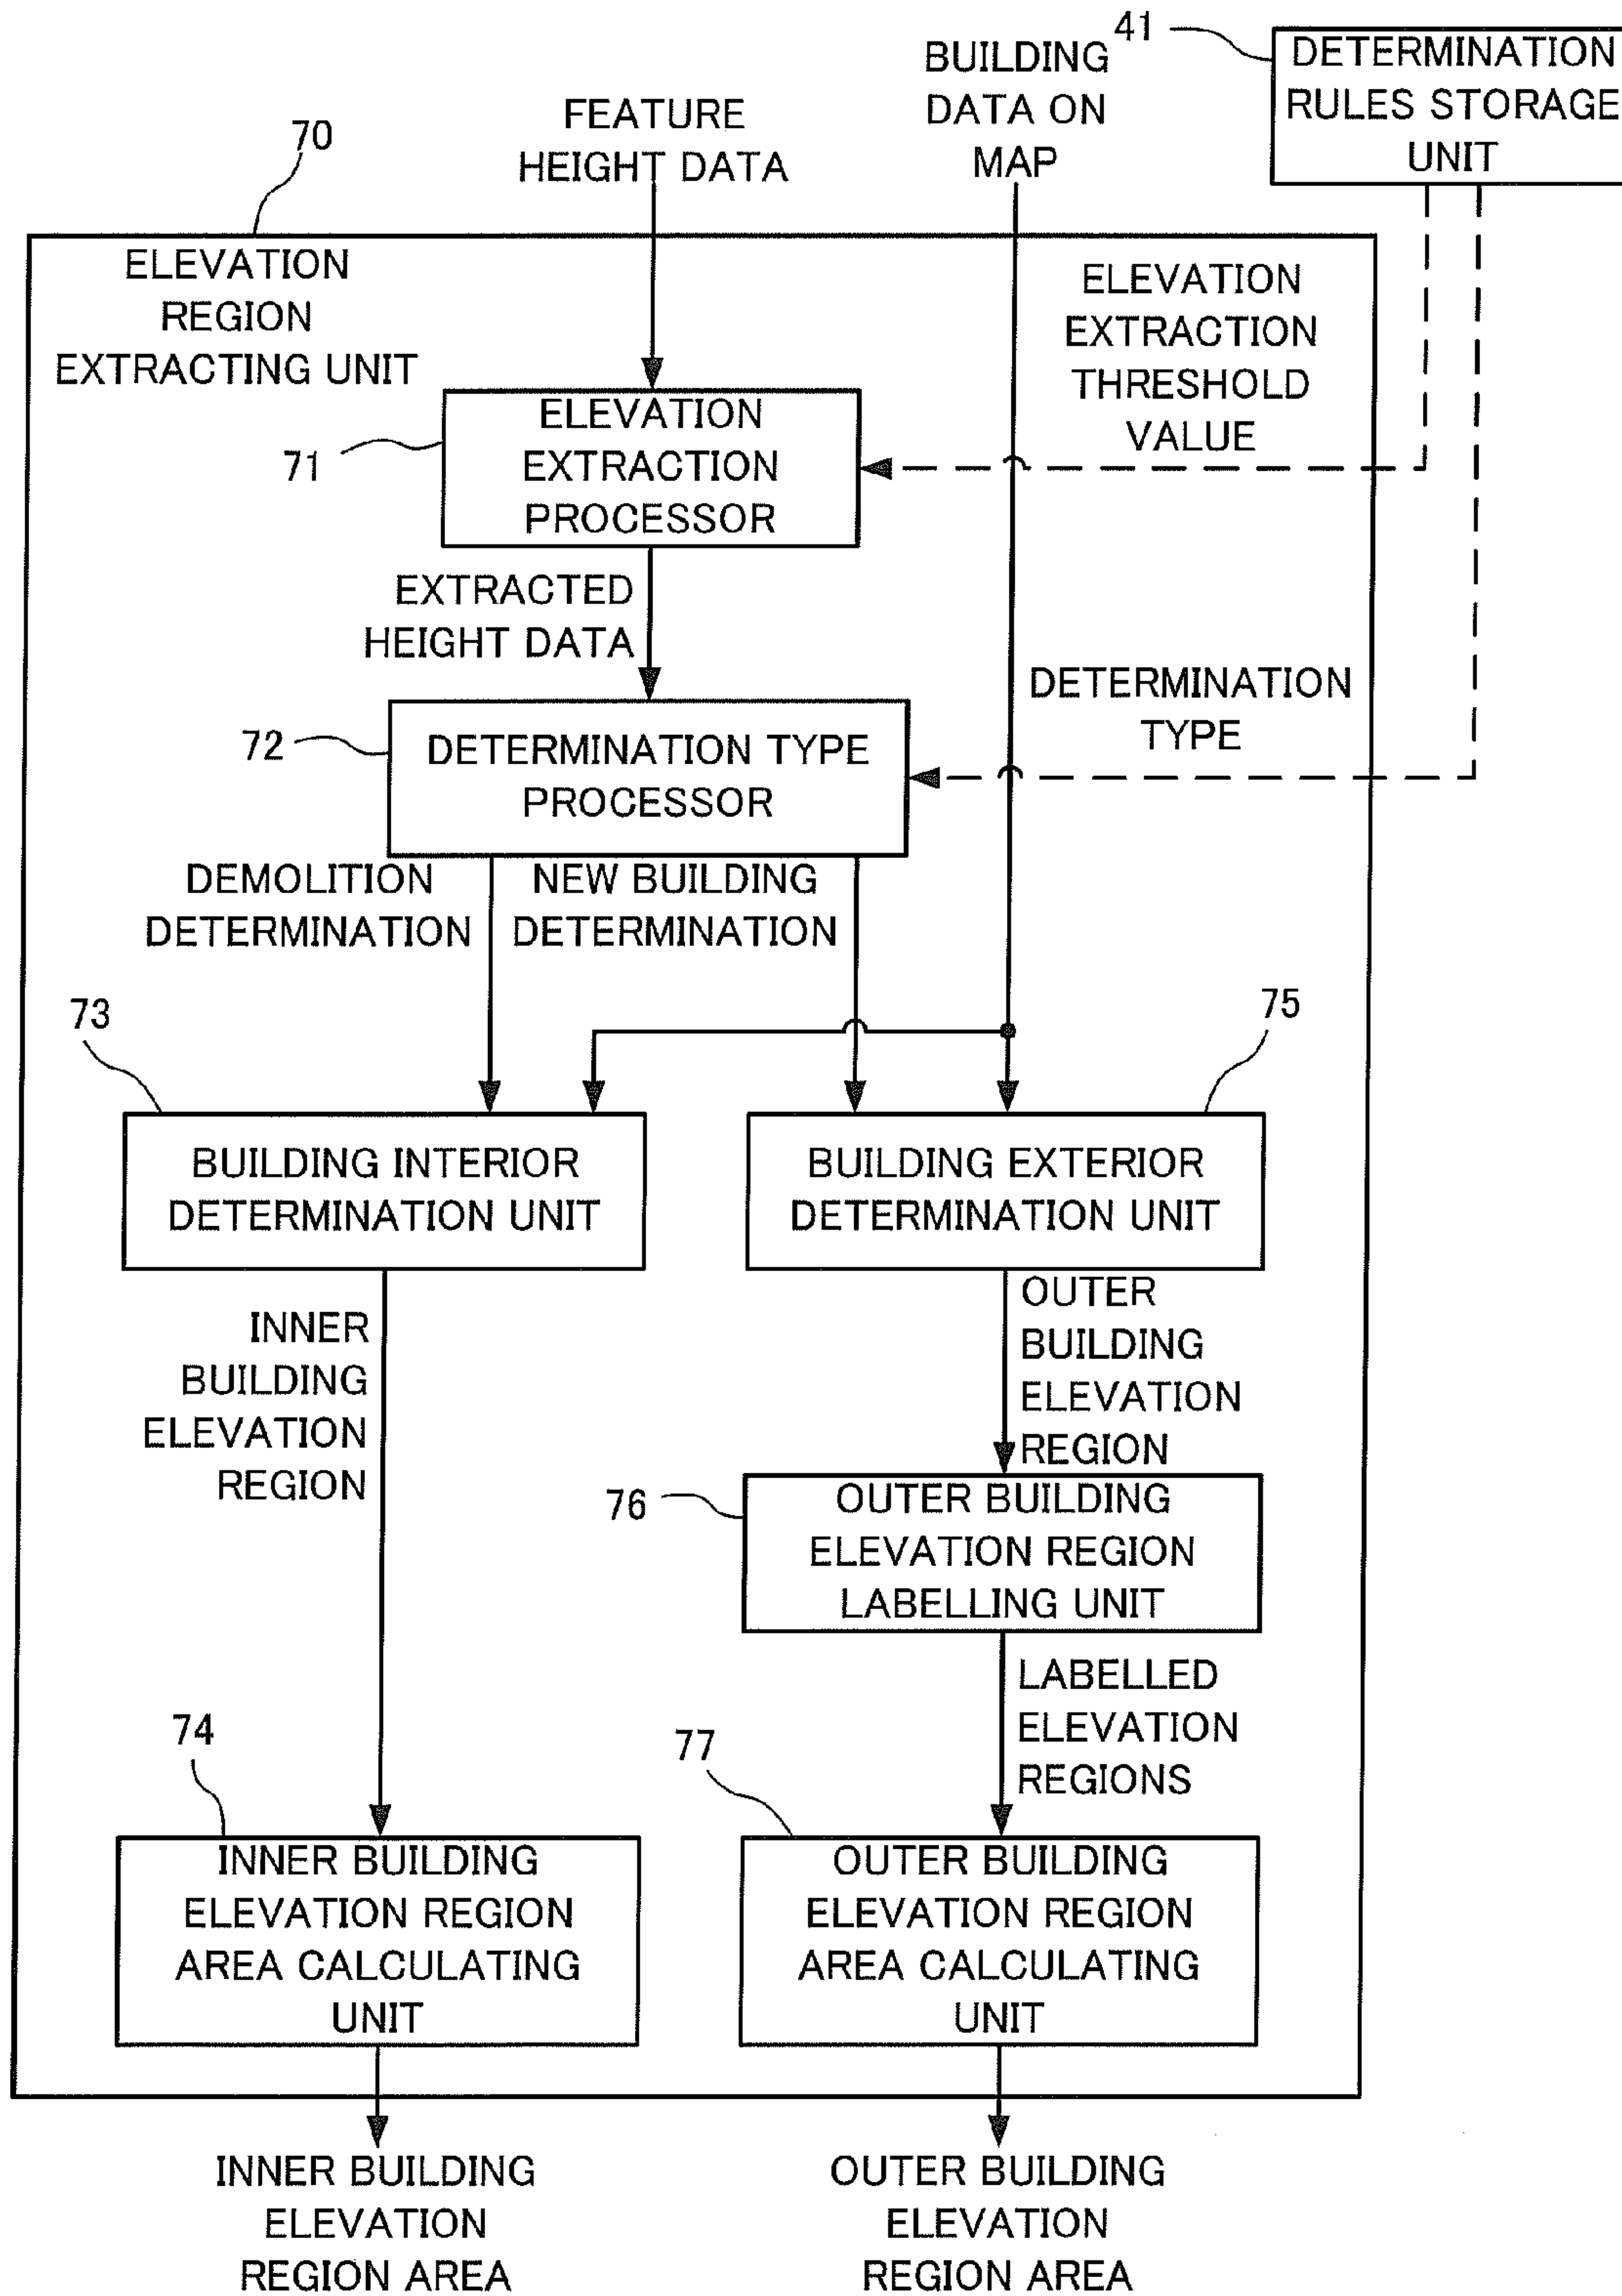 41
DETERMINATION
RULES STORAGE
UNIT
BUILDING
DATA ON
MAP
FEATURE
HEIGHT DATA
70
ELEVATION
REGION
EXTRACTING UNIT
ELEVATION
EXTRACTION
THRESHOLD
VALUE
71
ELEVATION
EXTRACTION
PROCESSOR
EXTRACTED
HEIGHT DATA
DETERMINATION
TYPE
72
DETERMINATION TYPE
PROCESSOR
DEMOLITION
DETERMINATION
NEW BUILDING
DETERMINATION
73
75
BUILDING INTERIOR
DETERMINATION UNIT
BUILDING EXTERIOR
DETERMINATION UNIT
INNER
BUILDING
ELEVATION
REGION
OUTER
BUILDING
ELEVATION
REGION
76
OUTER BUILDING
ELEVATION REGION
LABELLING UNIT
LABELLED
ELEVATION
REGIONS
74
77
INNER BUILDING
ELEVATION REGION
AREA CALCULATING
UNIT
OUTER BUILDING
ELEVATION REGION
AREA CALCULATING
UNIT
INNER BUILDING
ELEVATION
REGION AREA
OUTER BUILDING
ELEVATION
REGION AREA